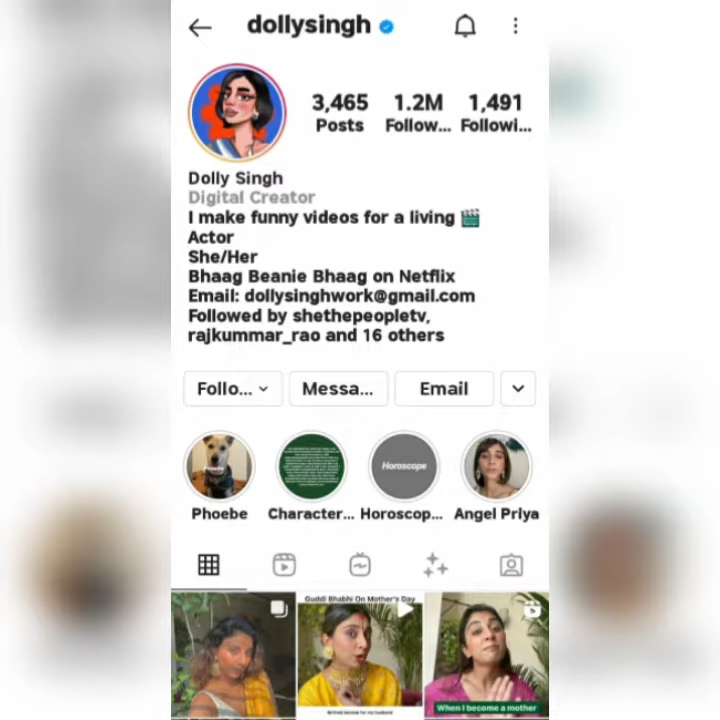 dollysingh
3,465 1.2M 1,491
Posts Follow... Followi...
Dolly Singh
Digital Creator
I make funny videos for a living
Actor
She/Her
Bhaag Beanie Bhaag on Netflix
Email: dollysinghwork@gmail.com
Followed by shethepeopletv,
rajkummar_rao and 16 others
Follo... Messa... Email
Phoebe
Horoscope
Phoebe Character... Horoscop... Angel Priya
Guddi Bhabhi On Mother's Day
When I become a mother